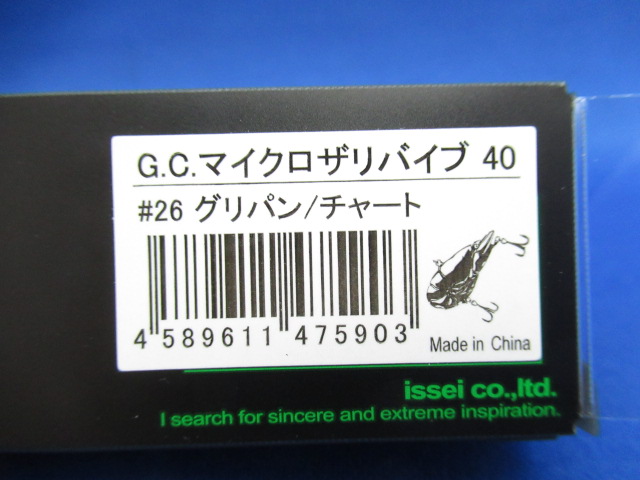 G.C.マイクロザリバイブ 40
#26 グリパン/チャート
4 589611 475903
Made in China
issei co.,ltd.
I search for sincere and extreme inspiration.